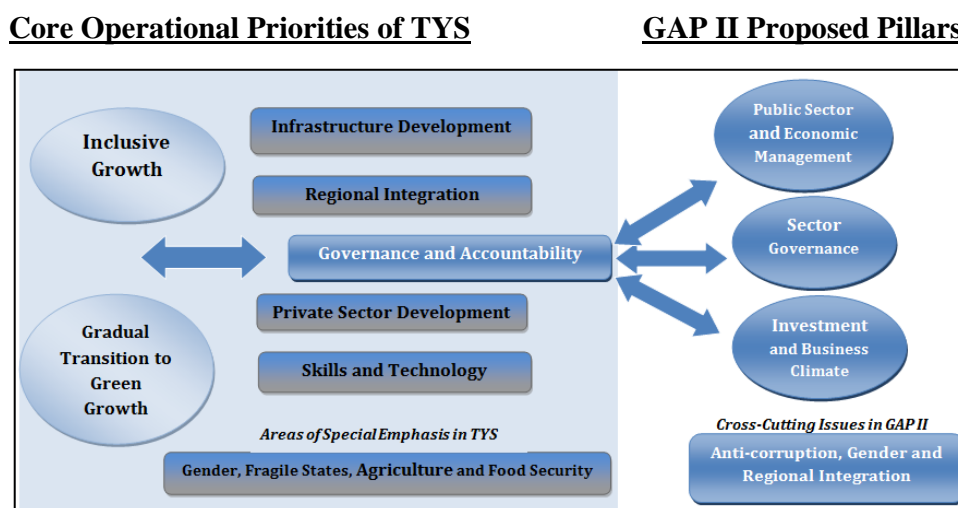 Core Operational Priorities of TYS
GAP II Proposed Pillars
Inclusive
Growth
Gradual
Transition to
Green
Growth
Infrastructure Development
Regional Integration
Governance and Accountability
Private Sector Development
Skills and Technology
Areas of Special Emphasis in TYS
Gender, Fragile States, Agriculture and Food Security
Public Sector
and Economic
Management
Sector
Governance
Investment
and Business
Climate
Cross-Cutting Issues in GAP II
Anti-corruption, Gender and
Regional Integration